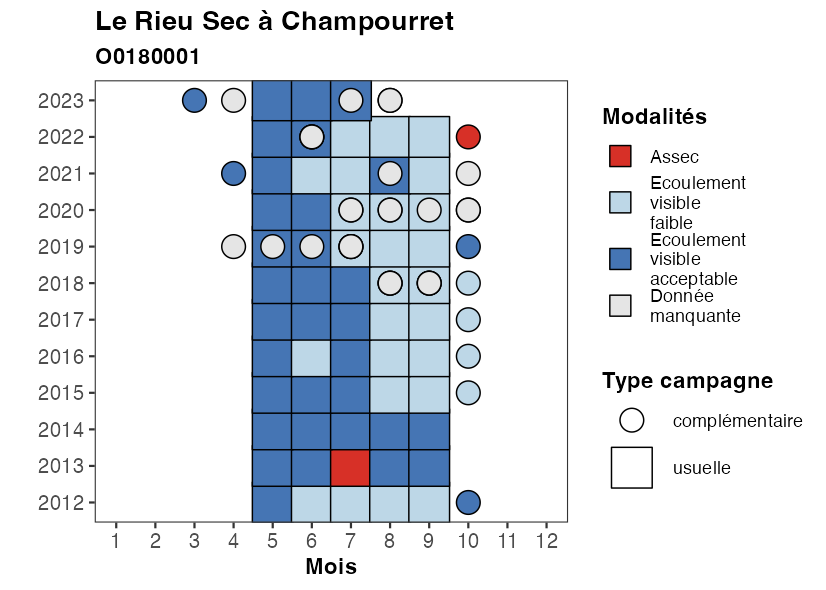 Le Rieu Sec à Champourret
O0180001
2023
2022
2021
2020
2019
2018
2017
2016
2015
2014
2013
2012
1 2 3 4 5 6 7 8 9 10 11 12
Mois
Modalités
Assec
Ecoulement
visible
faible
Ecoulement
visible
acceptable
Donnée
manquante
Type campagne
complémentaire
usuelle